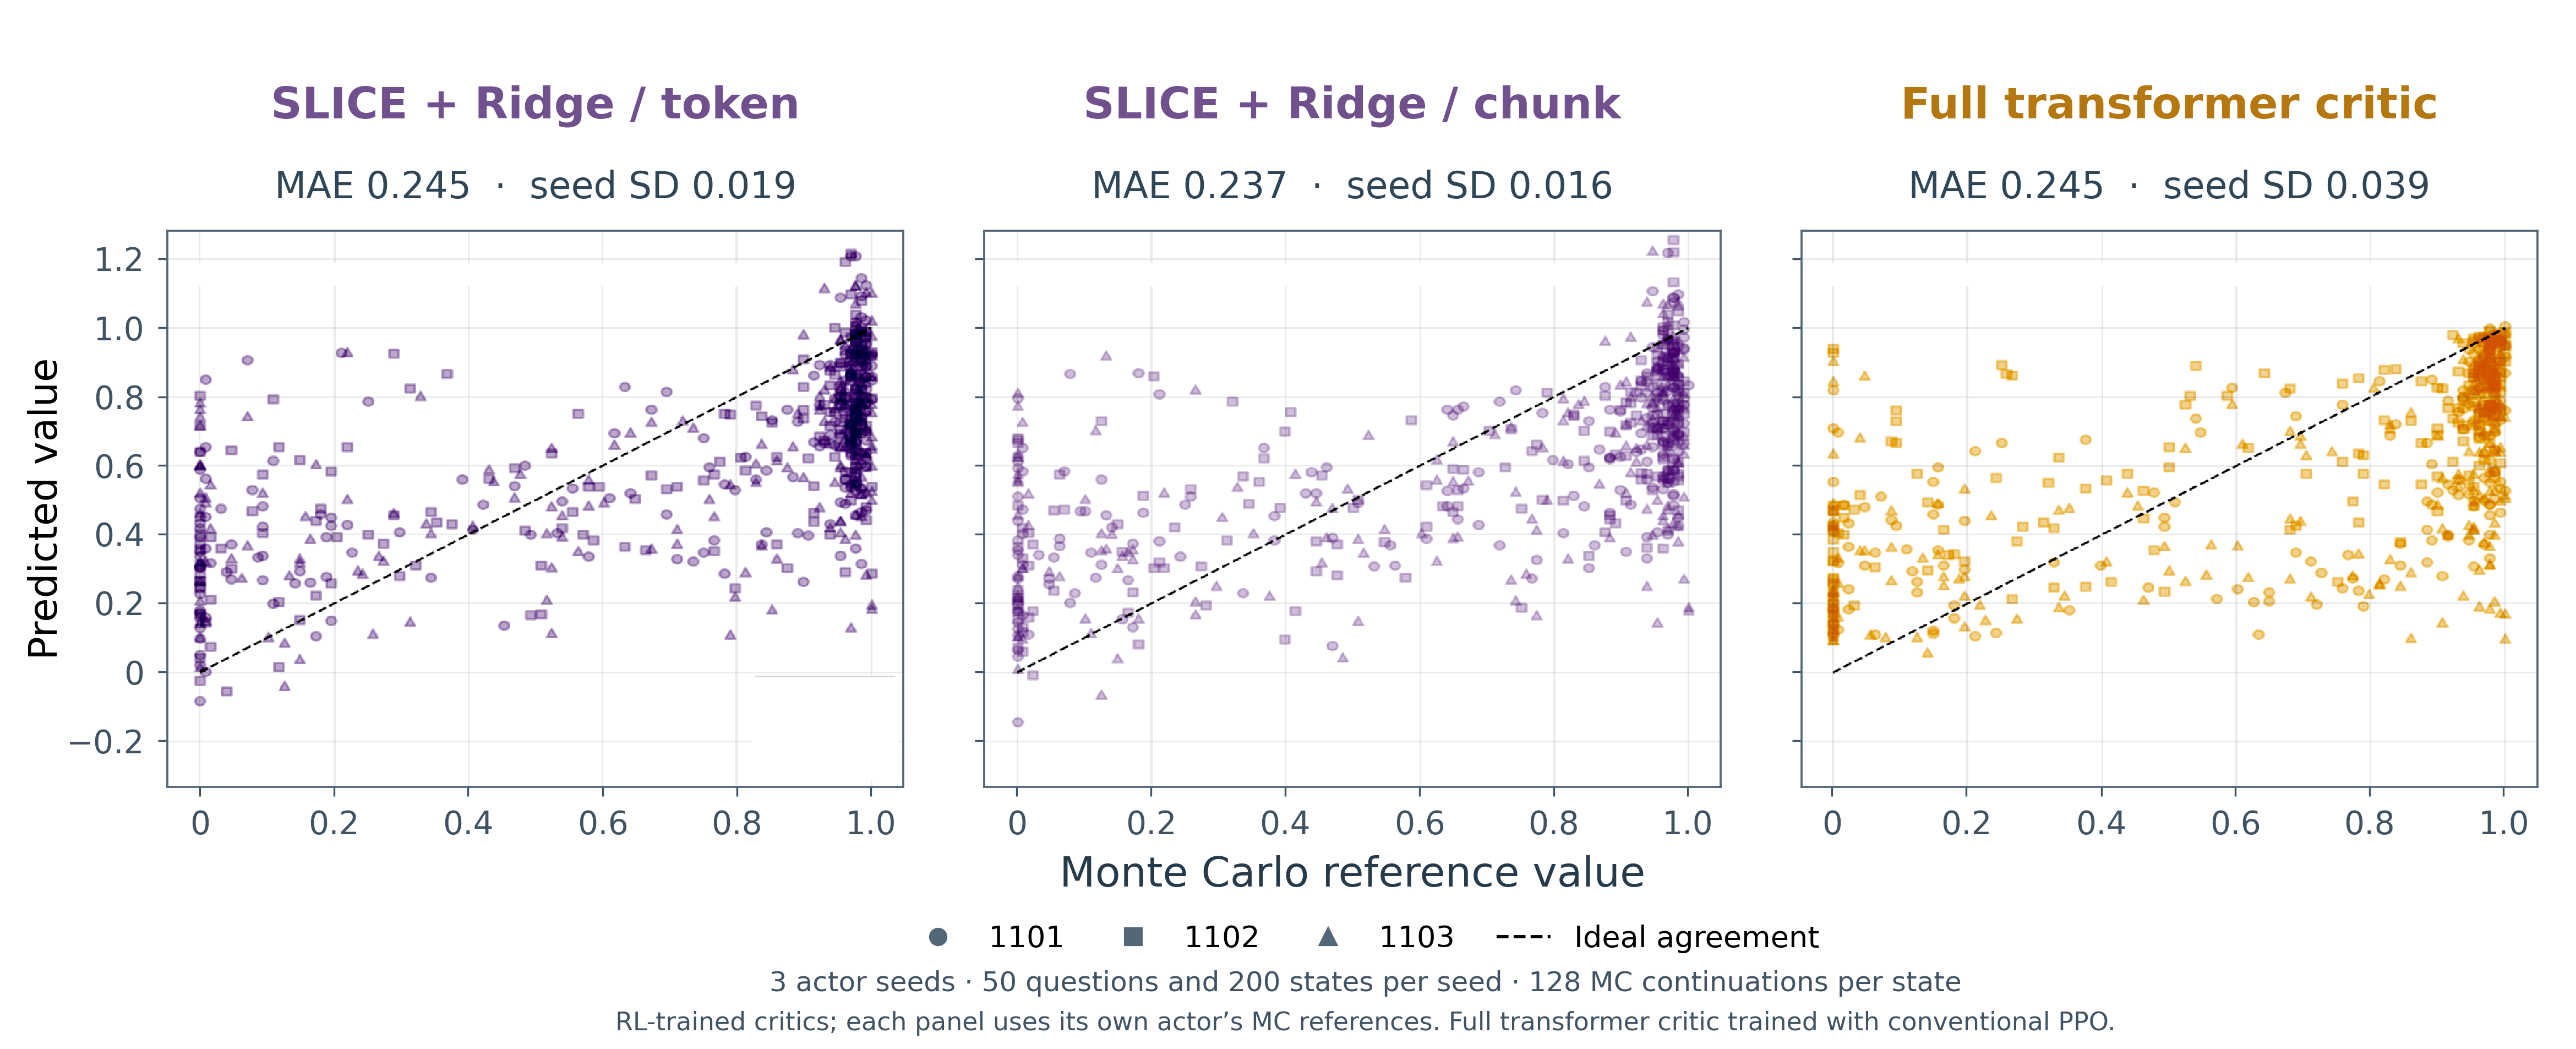 SLICE + Ridge / token
SLICE + Ridge / chunk
Full transformer critic
MAE 0.245 · seed SD 0.019
MAE 0.237 · seed SD 0.016
MAE 0.245 · seed SD 0.039
Predicted value
1.2
1.0
0.8
0.6
0.4
0.2
0
−0.2
0 0.2 0.4 0.6 0.8 1.0
0 0.2 0.4 0.6 0.8 1.0
0 0.2 0.4 0.6 0.8 1.0
Monte Carlo reference value
1101 1102 1103 Ideal agreement
3 actor seeds · 50 questions and 200 states per seed · 128 MC continuations per state
RL-trained critics; each panel uses its own actor’s MC references. Full transformer critic trained with conventional PPO.